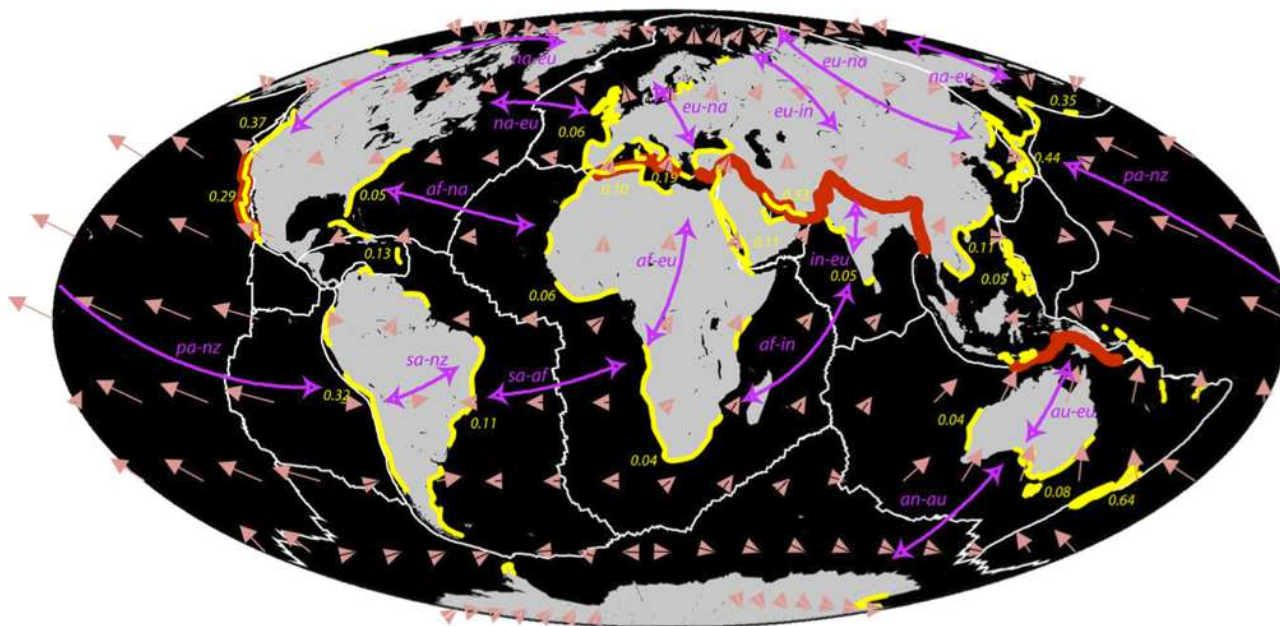 na-eu
eu-na
na-eu
0.37
na-eu
0.06
eu-na
eu-in
0.35
0.44
pa-nz
0.29
0.05
af-na
0.10
0.19
0.13
0.13
0.11
af-eu
in-eu
0.05
0.11
0.05
0.06
pa-nz
0.32
sa-nz
sa-af
af-in
0.11
0.04
0.04
au-eu
an-au
0.08
0.64